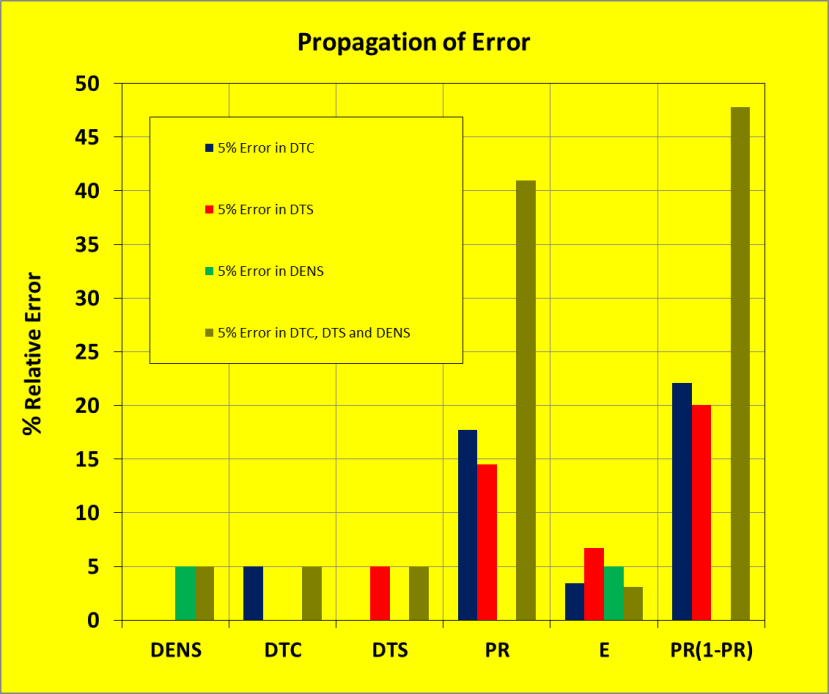 Propagation of Error
50
45
40
35
30
25
20
15
10
5
0
% Relative Error
5% Error in DTC
5% Error in DTS
5% Error in DENS
5% Error in DTC, DTS and DENS
DENS DTC DTS PR E PR(1-PR)